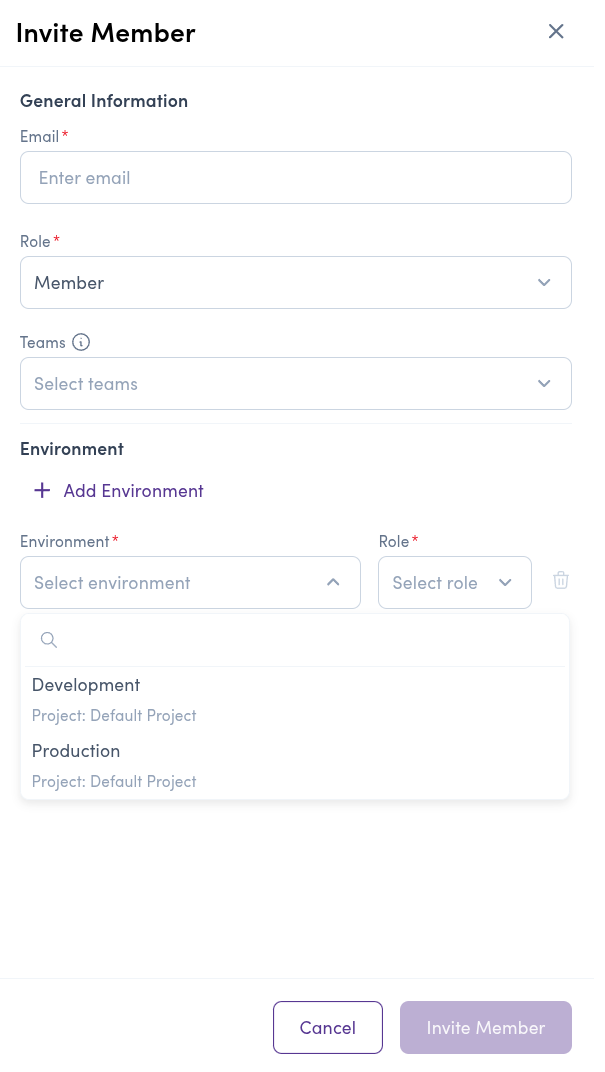 Invite Member
General Information
Email*
Enter email
Role*
Member
Teams
Select teams
Environment
Add Environment
Environment* Role*
Select environment Select role
Development
Project: Default Project
Production
Project: Default Project
Cancel Invite Member